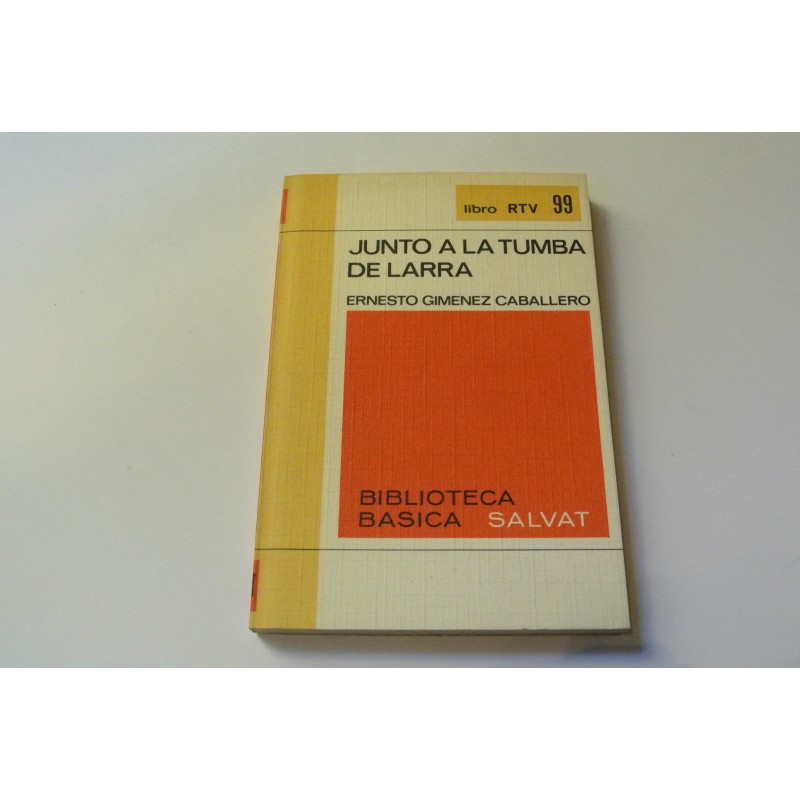 libro RTV 99
JUNTO A LA TUMBA
DE LARRA
ERNESTO GIMENEZ CABALLERO
BIBLIOTECA
BASICA SALVAT